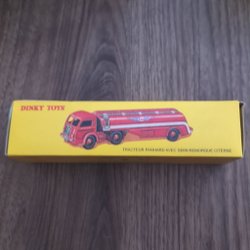 DINKY TOYS
TRACTEUR PANHARD AVEC SEMI-REMORQUE CITERNE